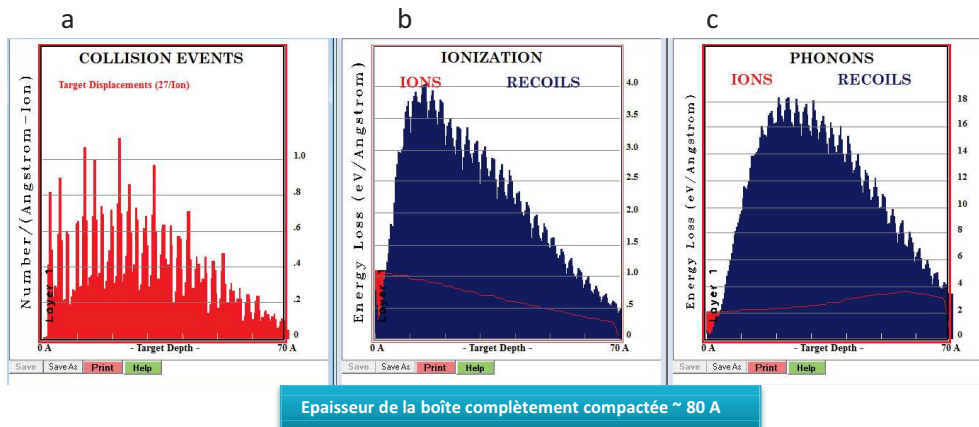 a
b
c
COLLISION EVENTS
Target Displacements (27/Ion)
Number/(Angstrom-Ion)
1.0
.8
.6
.4
.2
0
Layer 1
0 A
- Target Depth -
70 A
Save
Save As
Print
Help
IONIZATION
IONS
RECOILS
Energy Loss (eV/Angstrom)
4.0
3.5
3.0
2.5
2.0
1.5
1.0
.5
0
Layer 1
0 A
- Target Depth -
70 A
Save
Save As
Print
Help
PHONONS
IONS
RECOILS
Energy Loss (eV/Angstrom)
18
16
14
12
10
8
6
4
2
0
Layer 1
0 A
- Target Depth -
70 A
Save
Save As
Print
Help
Epaisseur de la boîte complètement compactée ~ 80 A